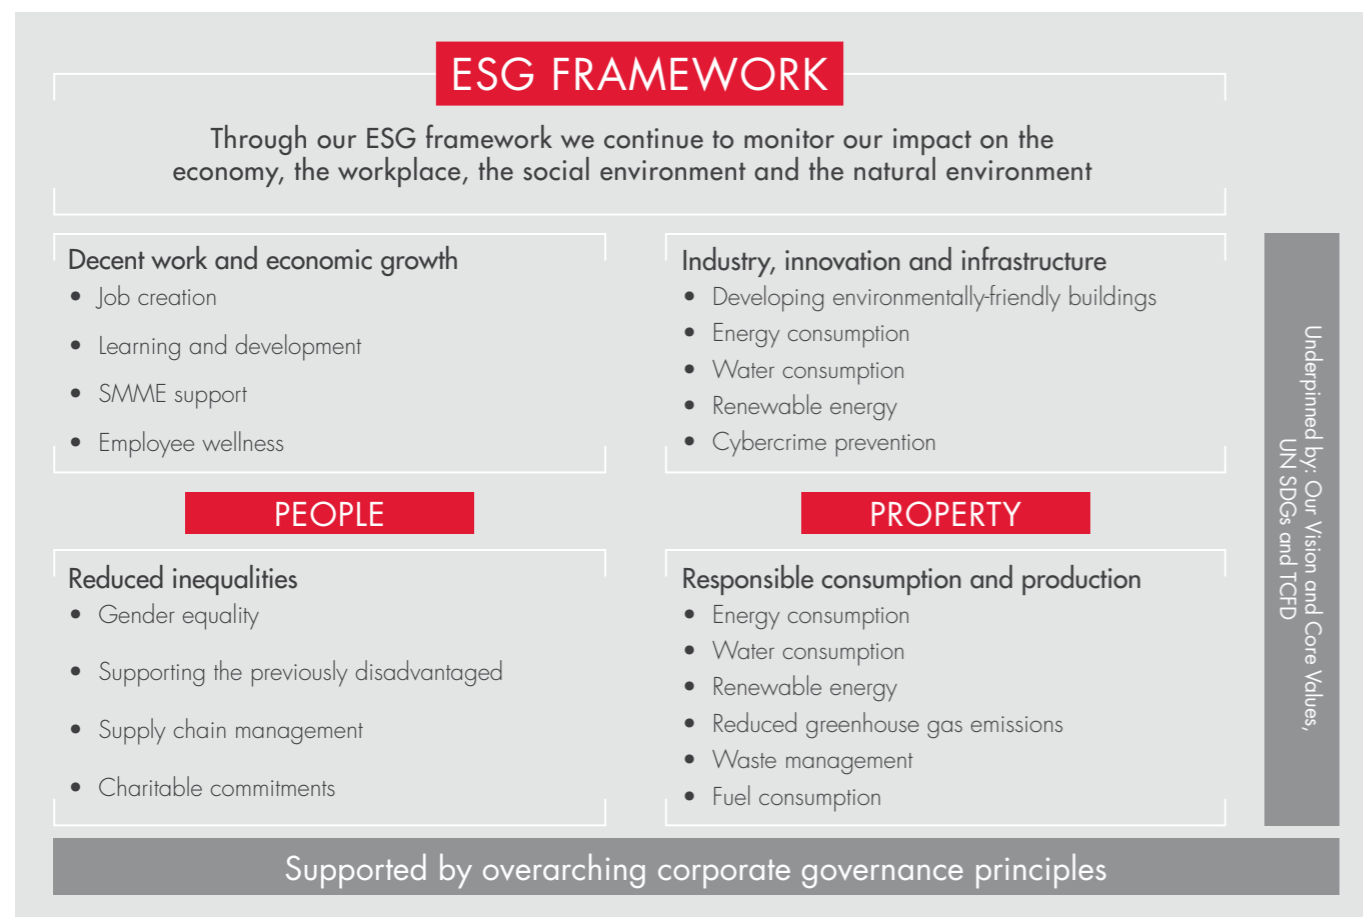 ESG FRAMEWORK
Through our ESG framework we continue to monitor our impact on the
economy, the workplace, the social environment and the natural environment
Decent work and economic growth
• Job creation
• Learning and development
• SMME support
• Employee wellness
PEOPLE
Reduced inequalities
• Gender equality
• Supporting the previously disadvantaged
• Supply chain management
• Charitable commitments
Industry, innovation and infrastructure
• Developing environmentally-friendly buildings
• Energy consumption
• Water consumption
• Renewable energy
• Cybercrime prevention
PROPERTY
Responsible consumption and production
• Energy consumption
• Water consumption
• Renewable energy
• Reduced greenhouse gas emissions
• Waste management
• Fuel consumption
Underpinned by: Our Vision and Core Values,
UN SDGs and TCFD
Supported by overarching corporate governance principles